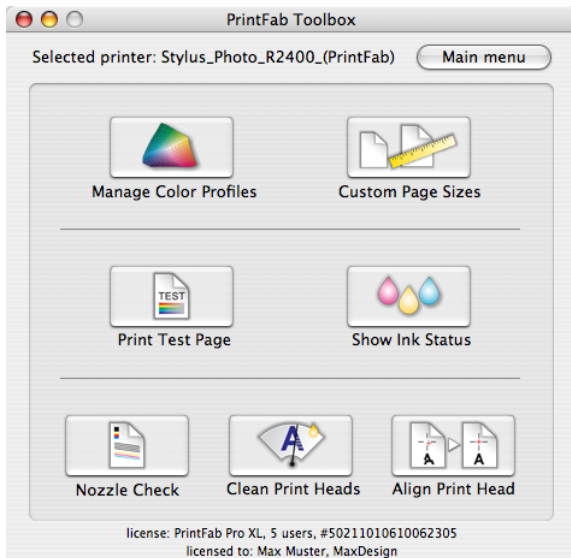 PrintFab Toolbox
Selected printer: Stylus_Photo_R2400_(PrintFab) Main menu
Manage Color Profiles Custom Page Sizes
TEST
Print Test Page Show Ink Status
A A A
Nozzle Check Clean Print Heads Align Print Head
license: PrintFab Pro XL, 5 users, #50211010610062305
licensed to: Max Muster, MaxDesign